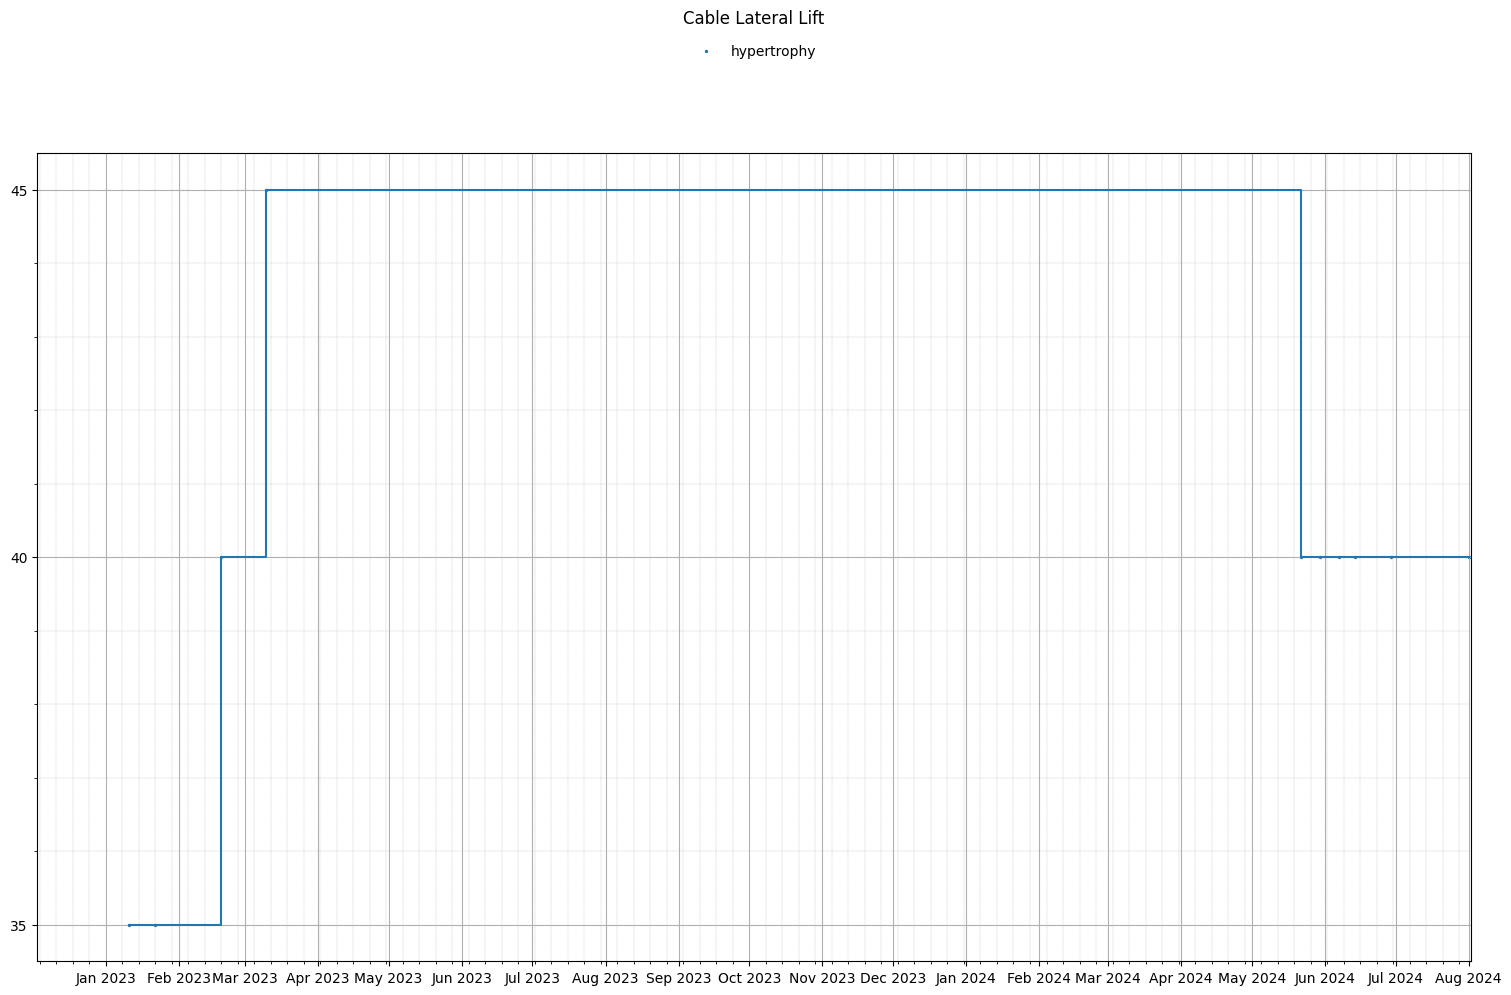 Cable Lateral Lift
hypertrophy
45
40
35
Jan 2023 Feb 2023 Mar 2023 Apr 2023 May 2023 Jun 2023 Jul 2023 Aug 2023 Sep 2023 Oct 2023 Nov 2023 Dec 2023 Jan 2024 Feb 2024 Mar 2024 Apr 2024 May 2024 Jun 2024 Jul 2024 Aug 2024